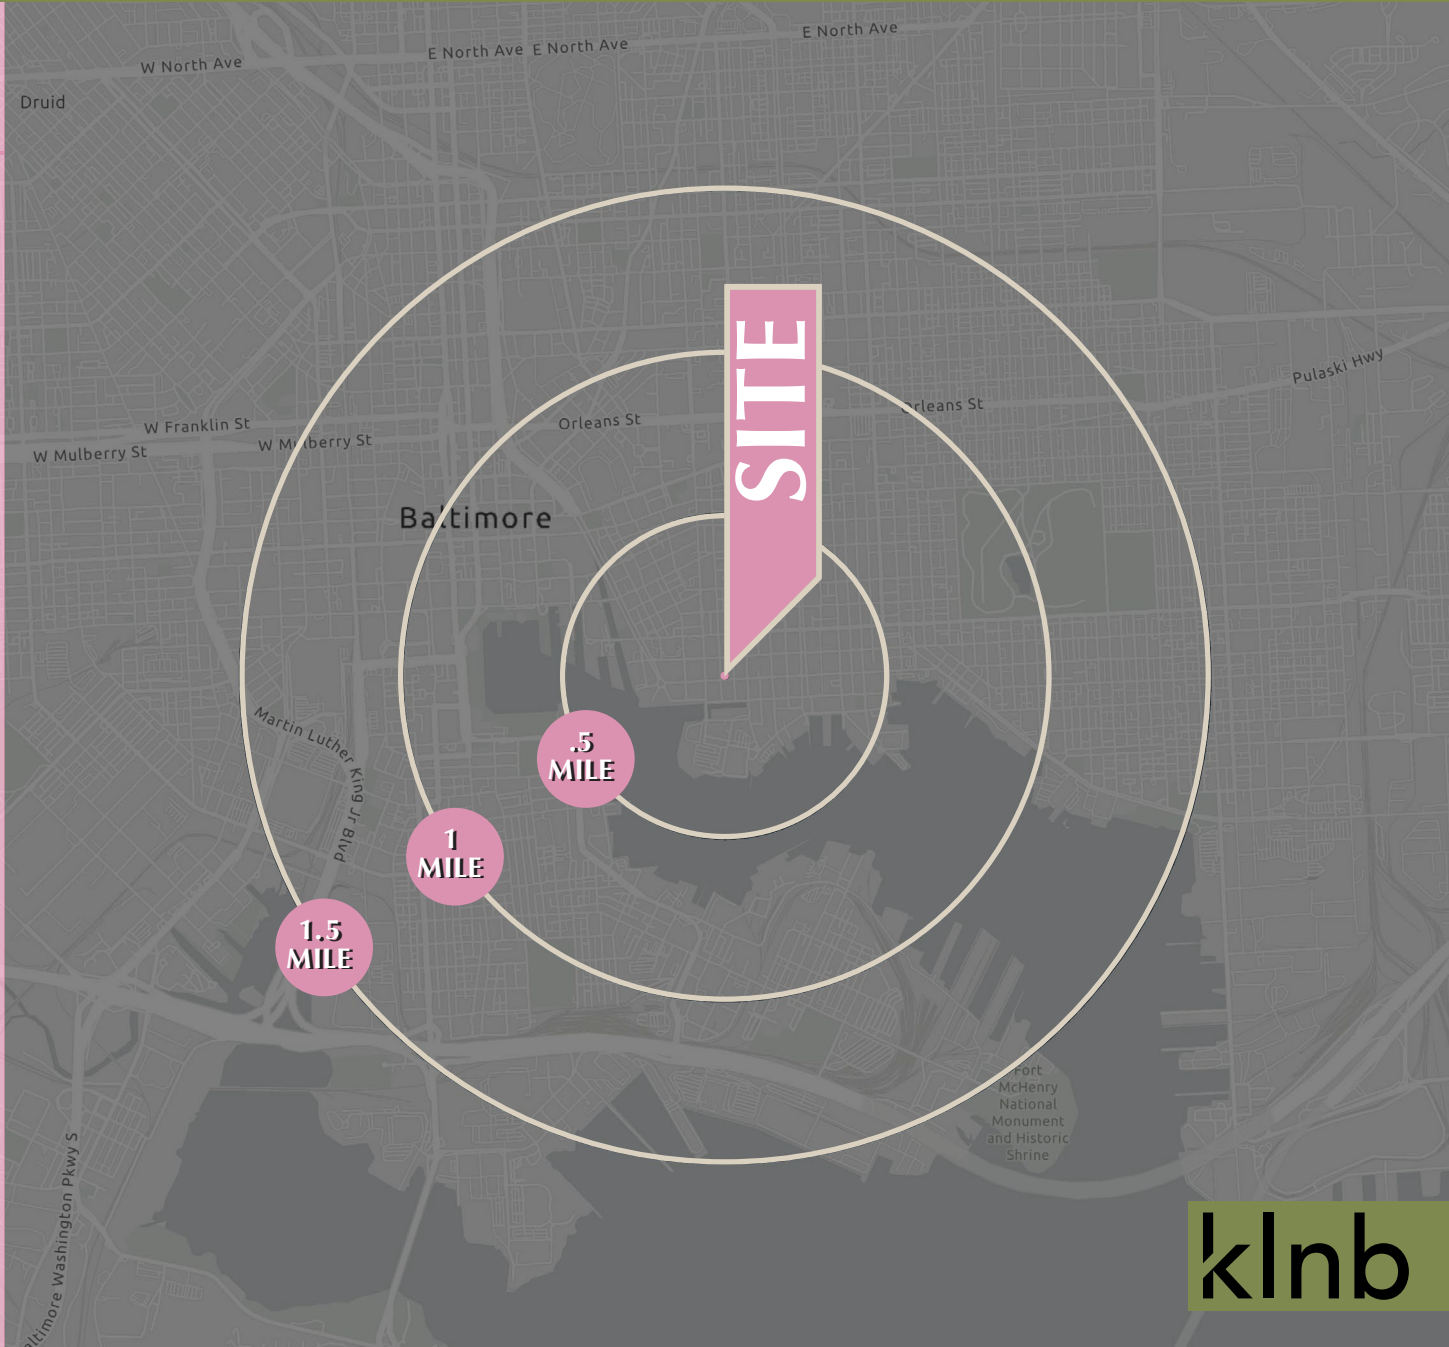 E North Ave
E North Ave
E North Ave
W North Ave
Druid
SITE
Pulaski Hwy
Orleans St
Orleans St
W Franklin St
W Mulberry St
W Mulberry St
Baltimore
Martin Luther King Jr Blvd
.5
MILE
1
MILE
1.5
MILE
Fort
McHenry
National
Monument
and Historic
Shrine
altimore Washington Pkwy S
klnb